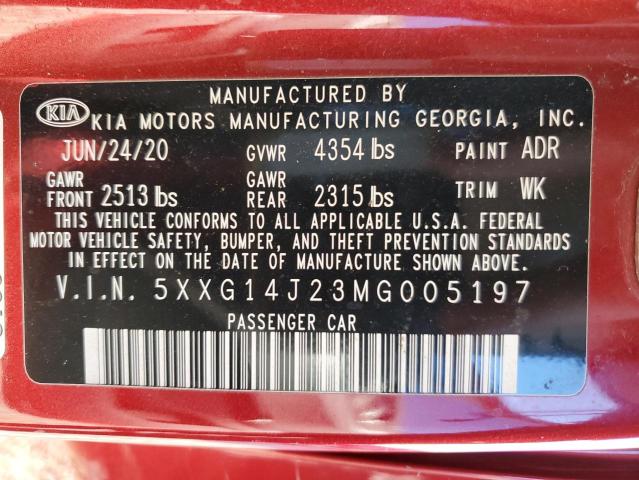 MANUFACTURED BY
KIA KIA MOTORS MANUFACTURING GEORGIA, INC.
JUN/24/20 GVWR 4354 lbs PAINT ADR
GAWR FRONT 2513 lbs GAWR REAR 2315 lbs TRIM WK
THIS VEHICLE CONFORMS TO ALL APPLICABLE U.S.A. FEDERAL
MOTOR VEHICLE SAFETY, BUMPER, AND THEFT PREVENTION STANDARDS
IN EFFECT ON THE DATE OF MANUFACTURE SHOWN ABOVE.
V.I.N. 5XXG14J23MG005197
PASSENGER CAR